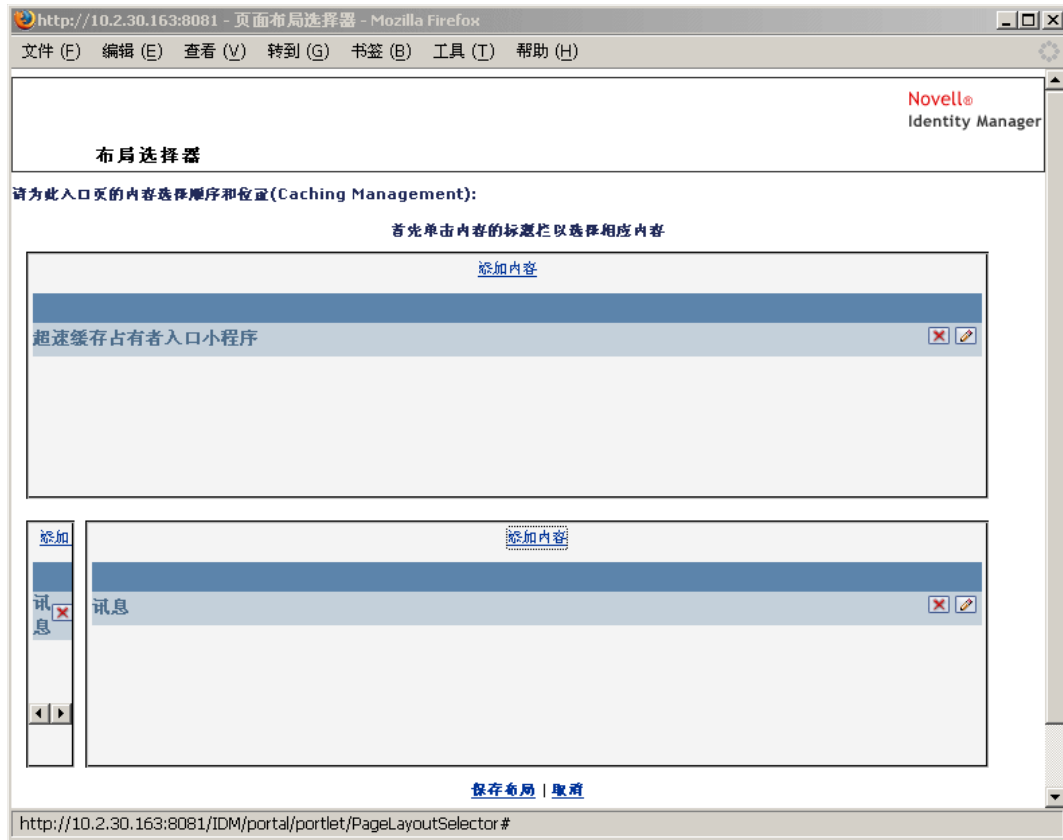 http://10.2.30.163:8081 - 页面布局选择器 - Mozilla Firefox
文件 (F) 编辑 (E) 查看 (V) 转到 (G) 书签 (B) 工具 (T) 帮助 (H)
Novell®
Identity Manager
布局选择器
请为此入口页的内容选择顺序和位置(Caching Management):
首先单击内容的标题栏以选择相应内容
添加内容
超速缓存占有者入口小程序
添加
添加内容
讯息
讯息
保存布局 | 取消
http://10.2.30.163:8081/IDM/portal/portlet/PageLayoutSelector#